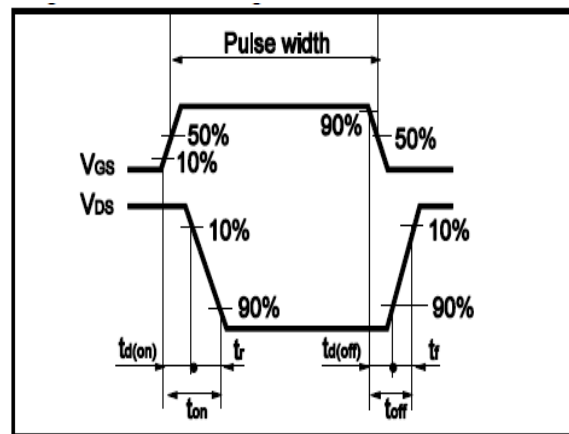 Pulse width
90%
50%
50%
10%
VGS
VDS
10%
10%
90%
90%
td(on)
tr
td(off)
tf
ton
toff